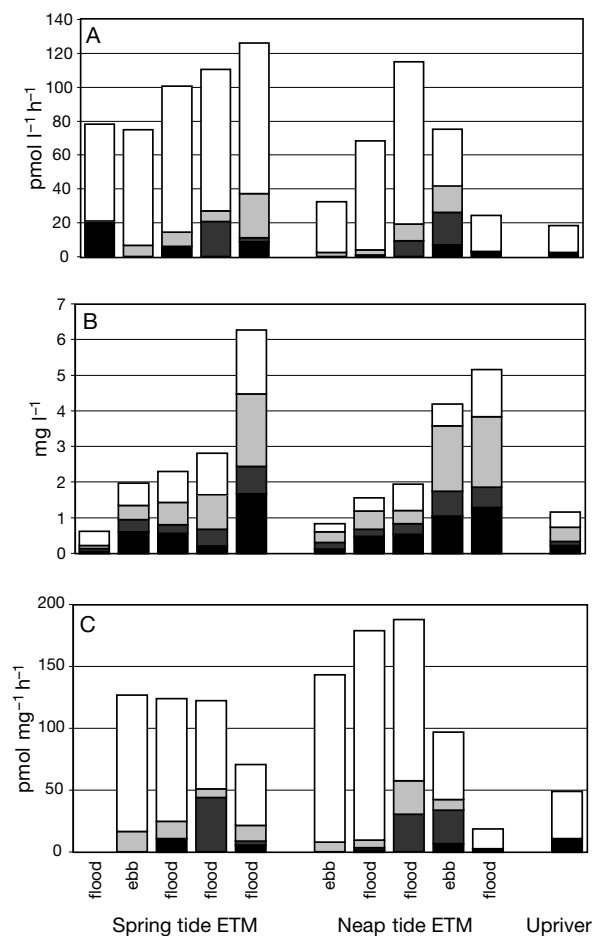 A
140
120
100
80
60
40
20
0
pmol l⁻¹ h⁻¹
B
7
6
5
4
3
2
1
0
mg l⁻¹
C
200
150
100
50
0
pmol mg⁻¹ h⁻¹
flood ebb flood flood flood ebb flood flood ebb flood
Spring tide ETM Neap tide ETM Upriver